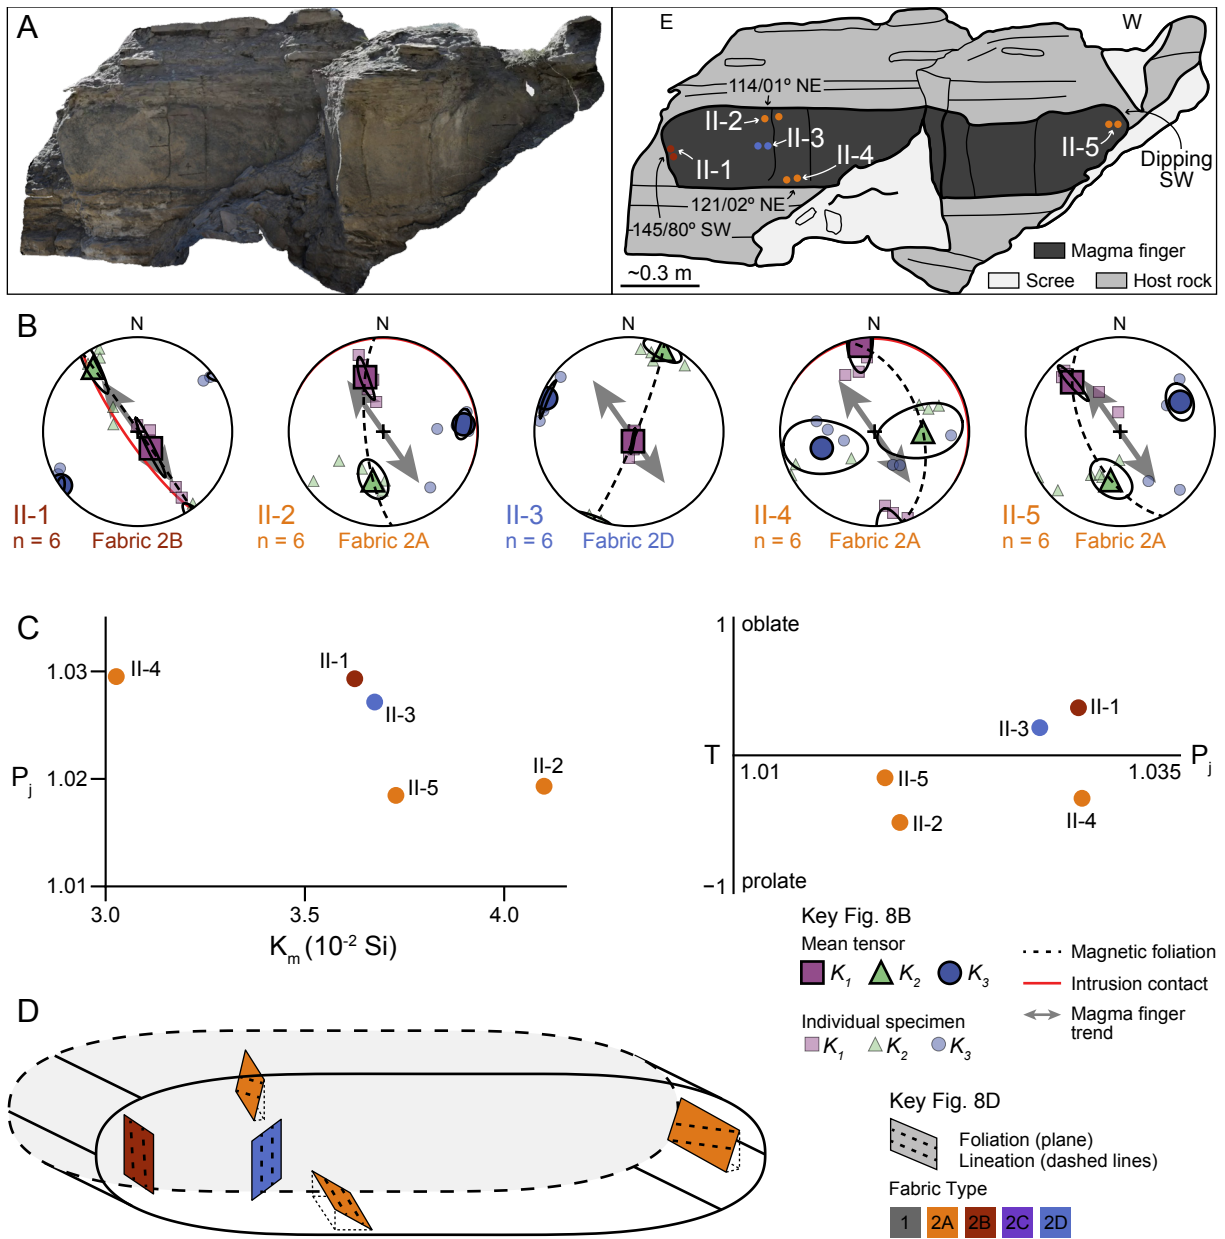 A
E
W
114/01º NE
II-2
II-3
II-1
II-4
II-5
Dipping
SW
121/02º NE
145/80º SW
~0.3 m
Magma finger
Scree
Host rock
B
N
N
N
N
N
II-1
n = 6
Fabric 2B
II-2
n = 6
Fabric 2A
II-3
n = 6
Fabric 2D
II-4
n = 6
Fabric 2A
II-5
n = 6
Fabric 2A
C
1.03
1.02
1.01
Pj
II-4
II-1
II-3
II-5
II-2
3.0
3.5
4.0
Km (10-2 Si)
1
oblate
II-1
II-3
T
1.01
1.035
Pj
II-5
II-2
II-4
−1
prolate
Key Fig. 8B
Mean tensor
K1
K2
K3
Individual specimen
K1
K2
K3
Magnetic foliation
Intrusion contact
Magma finger
trend
D
Key Fig. 8D
Foliation (plane)
Lineation (dashed lines)
Fabric Type
1
2A
2B
2C
2D